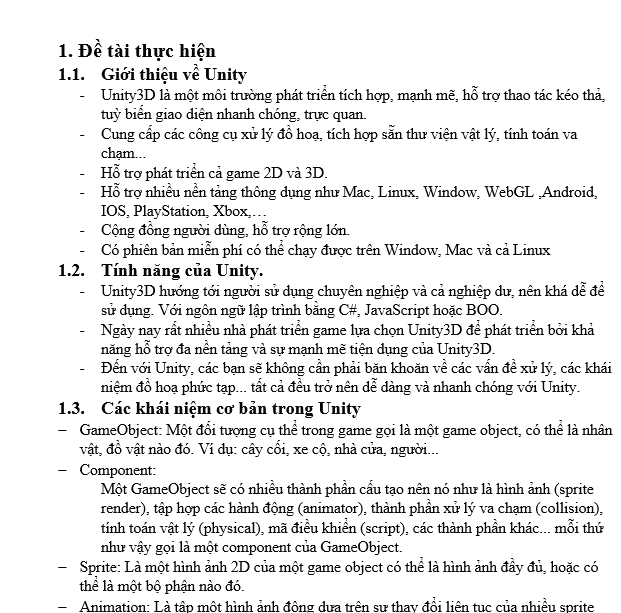 1. Đề tài thực hiện
1.1. Giới thiệu về Unity
- Unity3D là một môi trường phát triển tích hợp, mạnh mẽ, hỗ trợ thao tác kéo thả,
tuỳ biến giao diện nhanh chóng, trực quan.
- Cung cấp các công cụ xử lý đồ hoạ, tích hợp sẵn thư viện vật lý, tính toán va
chạm...
- Hỗ trợ phát triển cả game 2D và 3D.
- Hỗ trợ nhiều nền tảng thông dụng như Mac, Linux, Window, WebGL ,Android,
IOS, PlayStation, Xbox,…
- Cộng đồng người dùng, hỗ trợ rộng lớn.
- Có phiên bản miễn phí có thể chạy được trên Window, Mac và cả Linux
1.2. Tính năng của Unity.
- Unity3D hướng tới người sử dụng chuyên nghiệp và cả nghiệp dư, nên khá dễ để
sử dụng. Với ngôn ngữ lập trình bằng C#, JavaScript hoặc BOO.
- Ngày nay rất nhiều nhà phát triển game lựa chọn Unity3D để phát triển bởi khả
năng hỗ trợ đa nền tảng và sự mạnh mẽ tiện dụng của Unity3D.
- Đến với Unity, các bạn sẽ không cần phải băn khoăn về các vấn đề xử lý, các khái
niệm đồ hoạ phức tạp... tất cả đều trở nên dễ dàng và nhanh chóng với Unity.
1.3. Các khái niệm cơ bản trong Unity
– GameObject: Một đối tượng cụ thể trong game gọi là một game object, có thể là nhân
vật, đồ vật nào đó. Ví dụ: cây cối, xe cộ, nhà cửa, người...
– Component:
Một GameObject sẽ có nhiều thành phần cấu tạo nên nó như là hình ảnh (sprite
render), tập hợp các hành động (animator), thành phần xử lý va chạm (collision),
tính toán vật lý (physical), mã điều khiển (script), các thành phần khác... mỗi thứ
như vậy gọi là một component của GameObject.
– Sprite: Là một hình ảnh 2D của một game object có thể là hình ảnh đầy đủ, hoặc có
thể là một bộ phận nào đó.
– Animation: Là tập một hình ảnh động dựa trên sự thay đổi liên tục của nhiều sprite